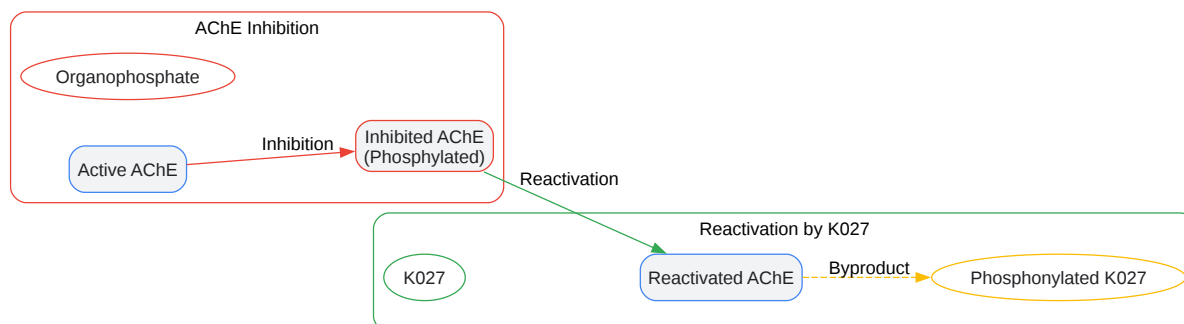 AChE Inhibition
Organophosphate
Inhibition
Inhibited AChE
(Phosphylated)
Active AChE
Reactivation
Reactivation by K027
K027
Reactivated AChE
Byproduct
Phosphonylated K027